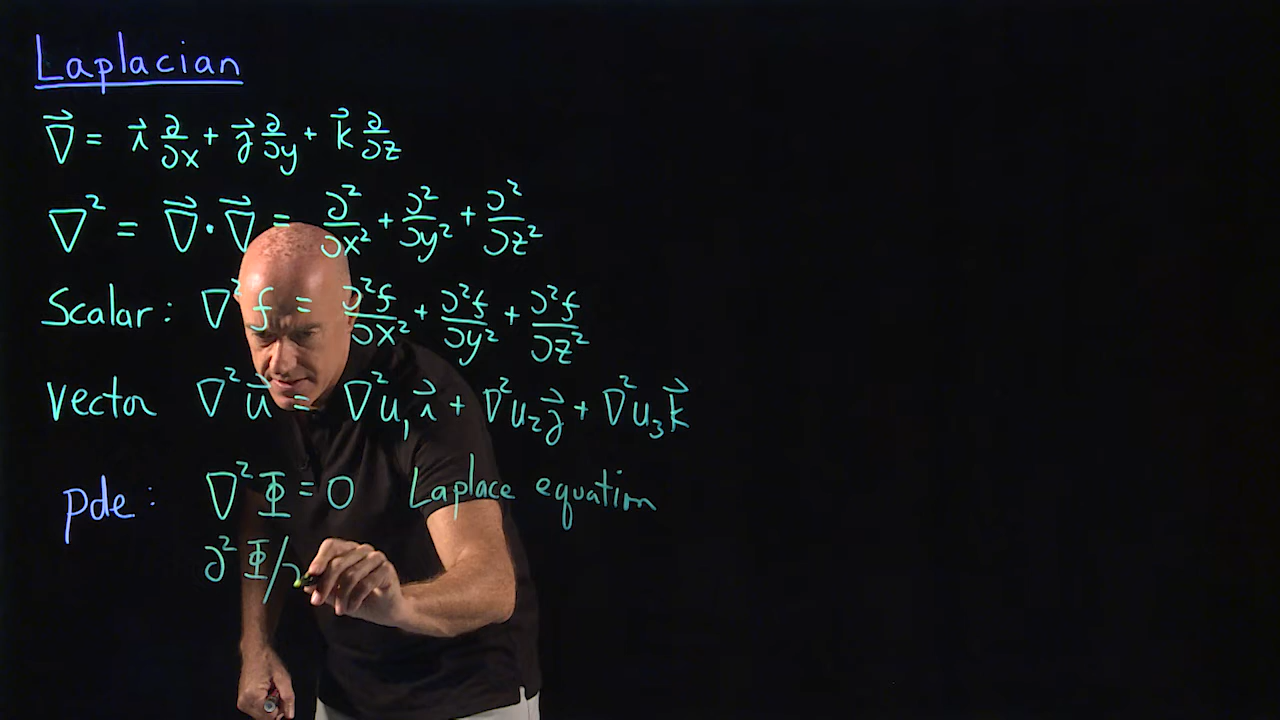 Laplacian
∇⃗ = i⃗ ∂/∂x + j⃗ ∂/∂y + k⃗ ∂/∂z
∇² = ∇⃗ · ∇⃗ = ∂²/∂x² + ∂²/∂y² + ∂²/∂z²
Scalar: ∇²f = ∂²f/∂x² + ∂²f/∂y² + ∂²f/∂z²
Vector ∇²u⃗ = ∇²u₁i⃗ + ∇²u₂j⃗ + ∇²u₃k⃗
pde: ∇²Φ = 0 Laplace equation
∂²Φ/∂